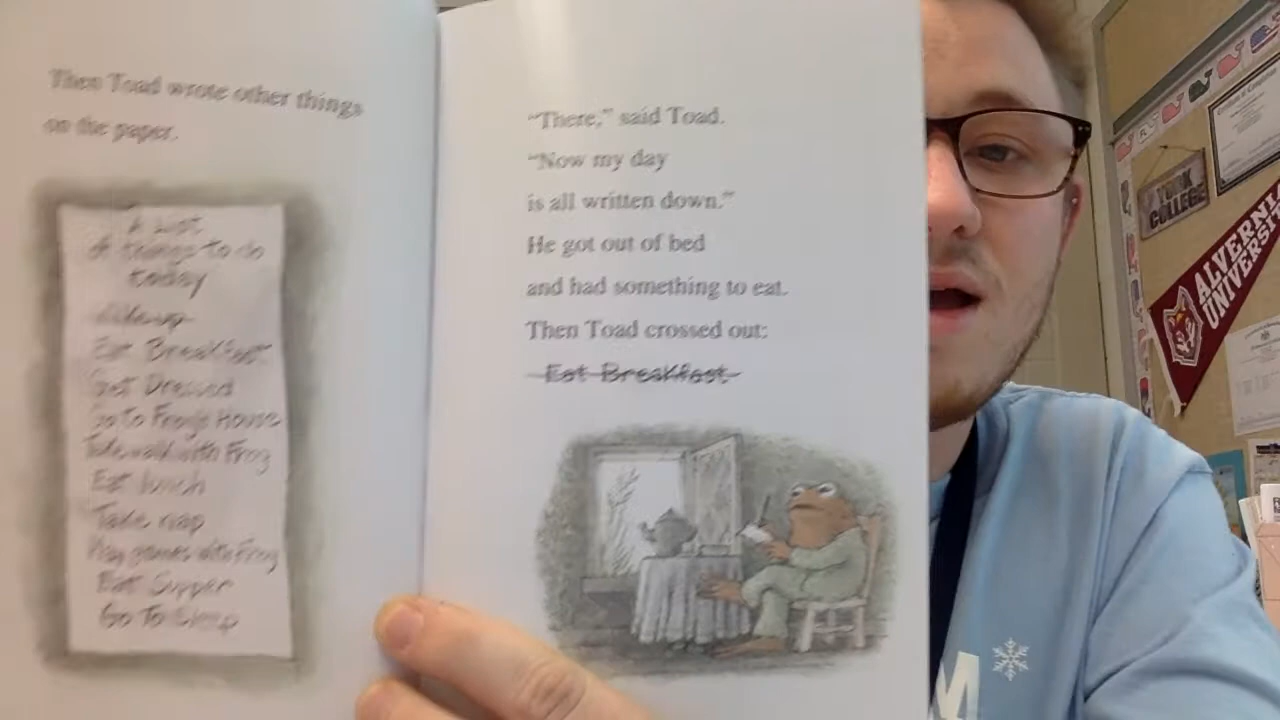 Then Toad wrote other things
on the paper.
A List
of things to do
today
Wake up
Eat Breakfast
Get Dressed
Go To Frog's House
Take walk with Frog
Eat lunch
Take nap
Play games with Frog
Eat Supper
Go To Sleep
"There," said Toad.
"Now my day
is all written down."
He got out of bed
and had something to eat.
Then Toad crossed out:
Eat Breakfast
YORK
COLLEGE
ALVERNIA
UNIVERSITY
M